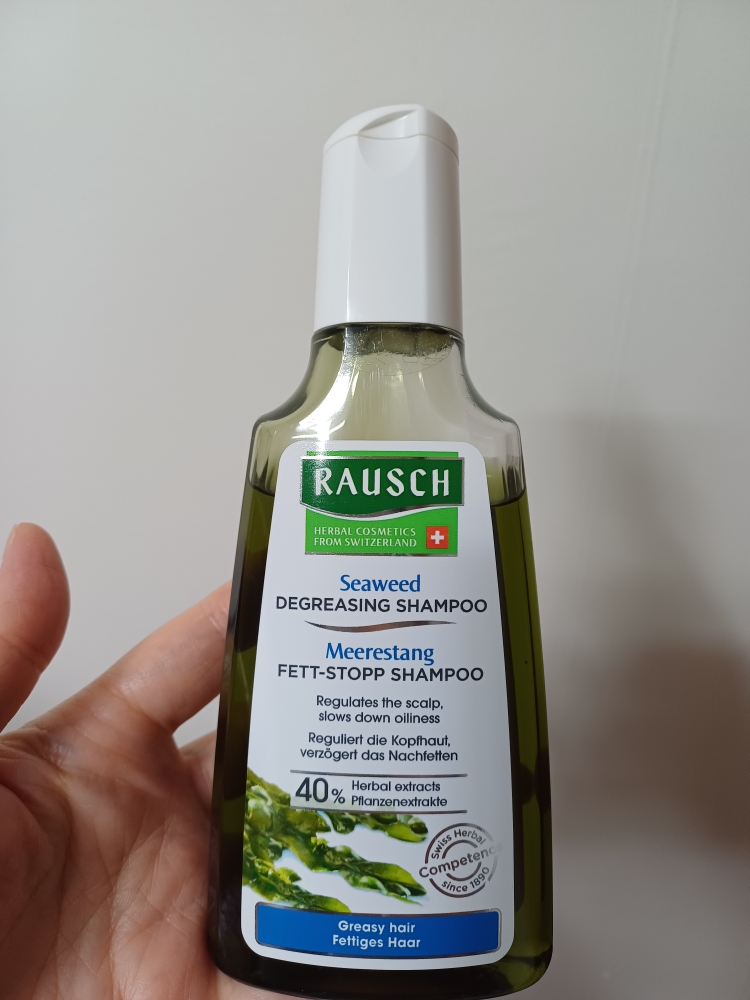 RAUSCH
HERBAL COSMETICS
FROM SWITZERLAND
Seaweed
DEGREASING SHAMPOO
Meerestang
FETT-STOPP SHAMPOO
Regulates the scalp,
slows down oiliness
Reguliert die Kopfhaut,
verzögert das Nachfetten
40% Herbal extracts
Pflanzenextrakte
Swiss Herbal
Competence
since 1890
Greasy hair
Fettiges Haar